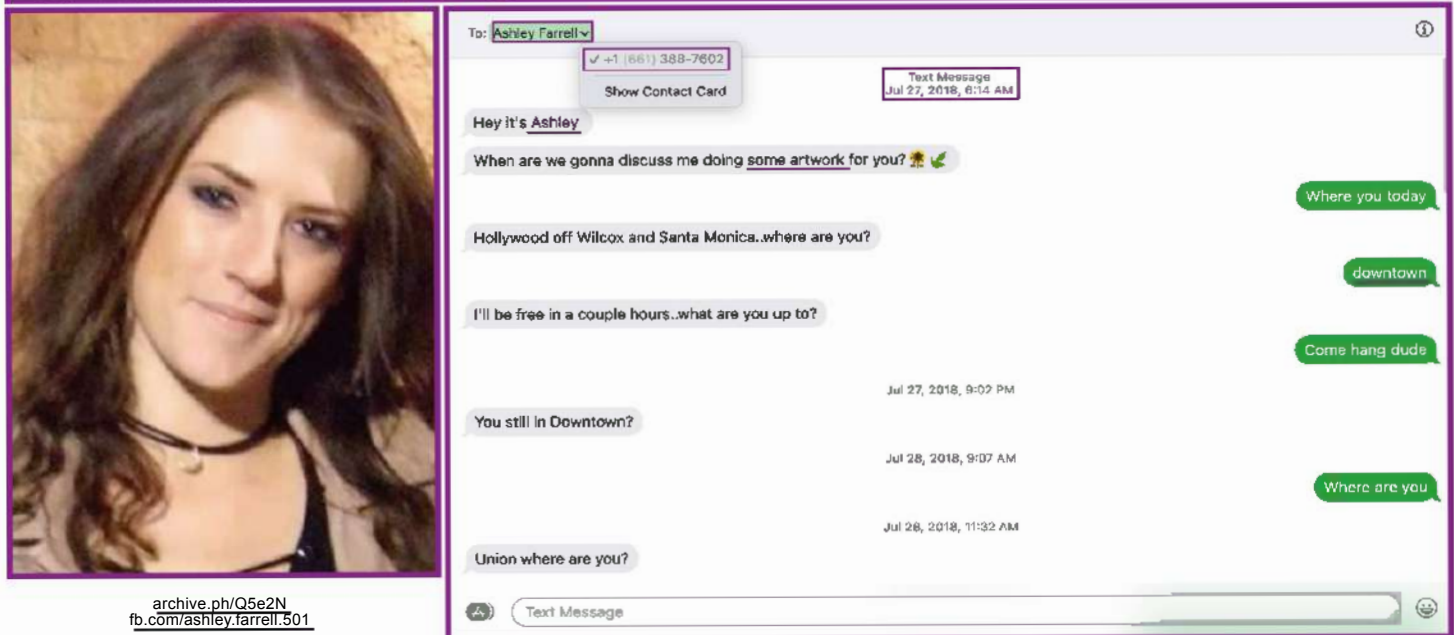 To: Ashley Farrell
✓ +1 (661) 388-7602
Show Contact Card
Text Message
Jul 27, 2018, 6:14 AM
Hey it's Ashley
When are we gonna discuss me doing some artwork for you? 🌻 🌿
Where you today
Hollywood off Wilcox and Santa Monica..where are you?
downtown
I'll be free in a couple hours..what are you up to?
Come hang dude
Jul 27, 2018, 9:02 PM
You still in Downtown?
Jul 28, 2018, 9:07 AM
Where are you
Jul 28, 2018, 11:32 AM
Union where are you?
Text Message
archive.ph/Q5e2N
fb.com/ashley.farrell.501